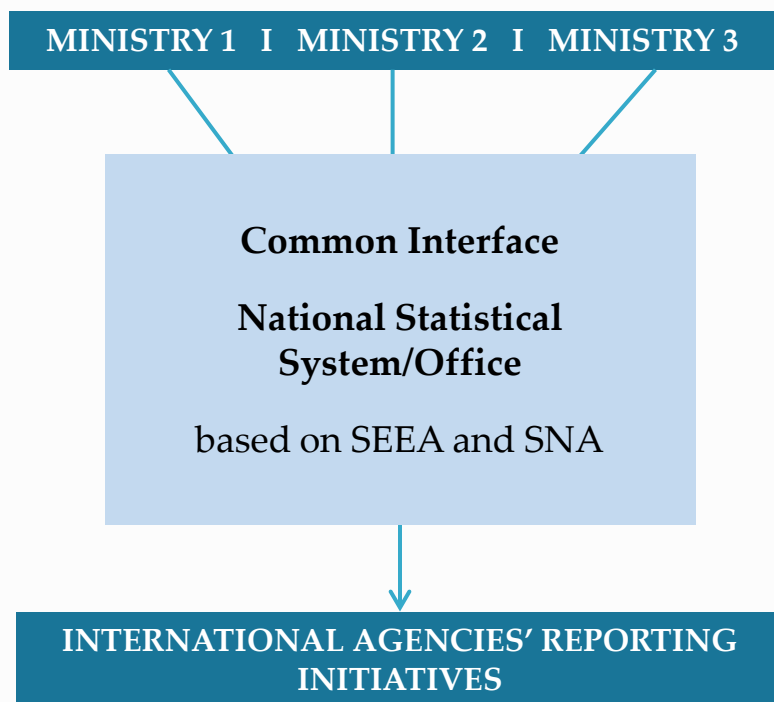 MINISTRY 1 I MINISTRY 2 I MINISTRY 3
Common Interface
National Statistical
System/Office
based on SEEA and SNA
INTERNATIONAL AGENCIES’ REPORTING
INITIATIVES